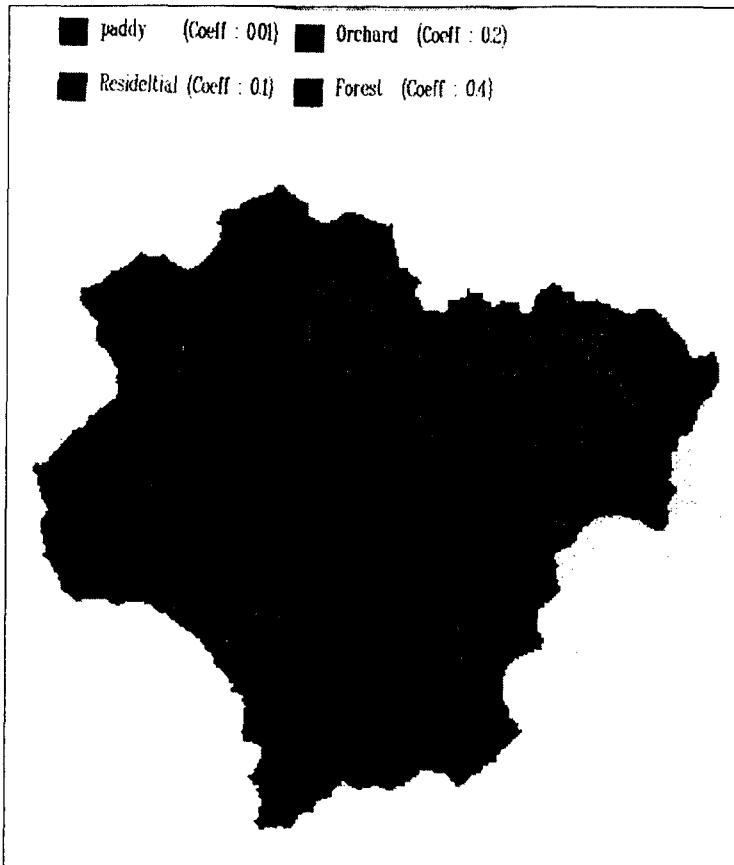 paddy (Coeff : 0.01) Orchard (Coeff : 0.2)
Resideltial (Coeff : 0.1) Forest (Coeff : 0.4)